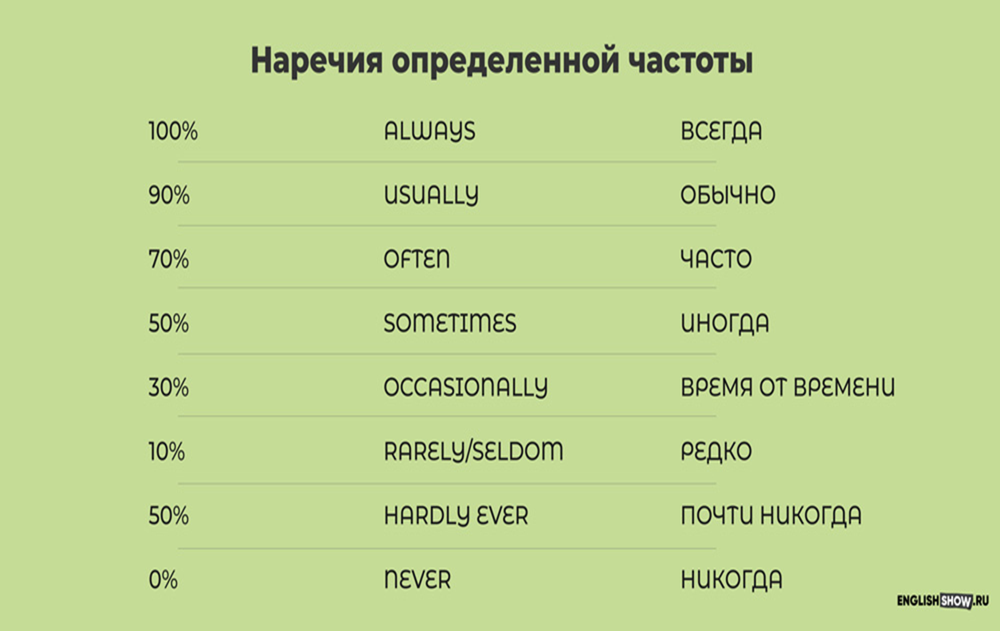 Наречия определенной частоты
100% ALWAYS ВСЕГДА
90% USUALLY ОБЫЧНО
70% OFTEN ЧАСТО
50% SOMETIMES ИНОГДА
30% OCCASIONALLY ВРЕМЯ ОТ ВРЕМЕНИ
10% RARELY/SELDOM РЕДКО
50% HARDLY EVER ПОЧТИ НИКОГДА
0% NEVER НИКОГДА
ENGLISHSHOW.RU